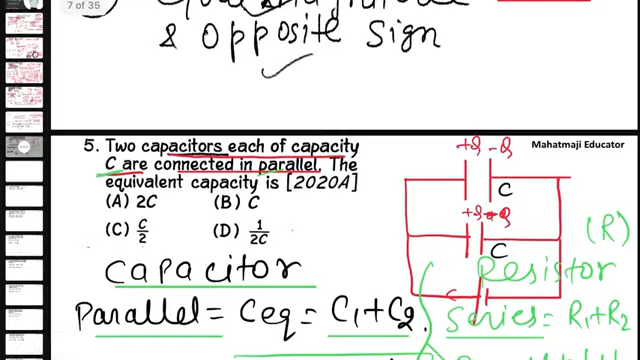 7 of 35
& Opposite Sign
Mahatmaji Educator
5. Two capacitors each of capacity
C are connected in parallel. The
equivalent capacity is [2020A]
(A) 2C (B) C
(C) C/2 (D) 1/2C
+Q -Q
C
+Q -Q
C
(R)
Capacitor
Resistor
Parallel = Ceq = C1 + C2.
Series = R1+R2